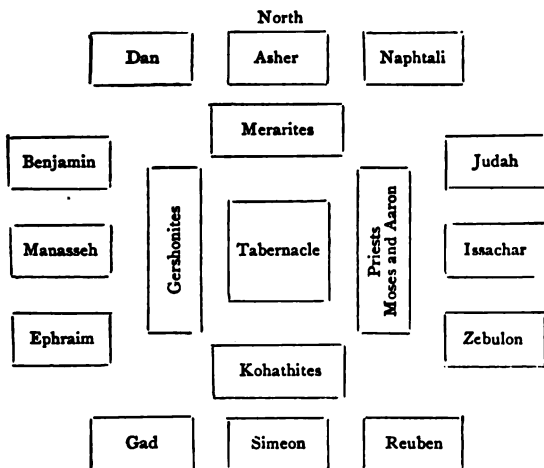 North
Dan Asher Naphtali
Merarites
Benjamin Judah
Gershonites
Priests
Moses and Aaron
Manasseh Tabernacle Issachar
Ephraim Zebulon
Kohathites
Gad Simeon Reuben